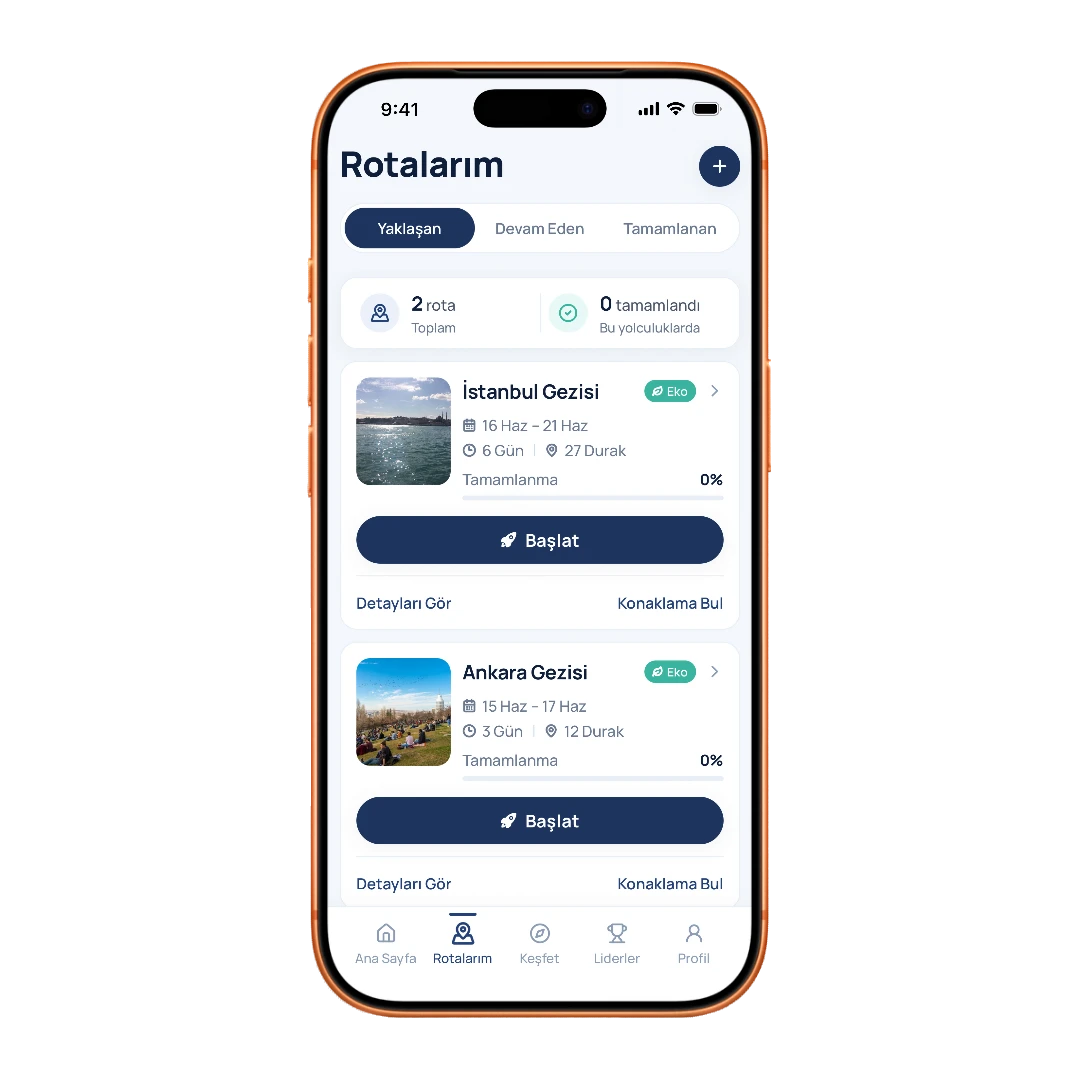 9:41
Rotalarım
+
Yaklaşan Devam Eden Tamamlanan
2 rota
Toplam
0 tamamlandı
Bu yolculuklarda
İstanbul Gezisi
Eko
16 Haz – 21 Haz
6 Gün | 27 Durak
Tamamlanma 0%
Başlat
Detayları Gör Konaklama Bul
Ankara Gezisi
Eko
15 Haz – 17 Haz
3 Gün | 12 Durak
Tamamlanma 0%
Başlat
Detayları Gör Konaklama Bul
Ana Sayfa Rotalarım Keşfet Liderler Profil